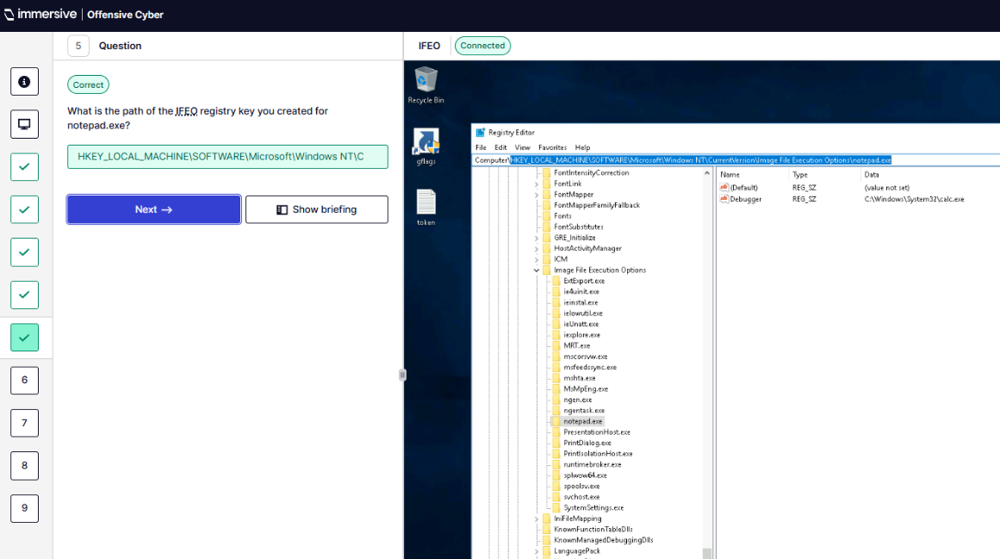 immersive | Offensive Cyber
5 Question
IFEO Connected
Correct
What is the path of the IFEO registry key you created for
notepad.exe?
HKEY_LOCAL_MACHINE\SOFTWARE\Microsoft\Windows NT\C
Next →
Show briefing
6
7
8
9
Recycle Bin
gflags
token
Registry Editor
File Edit View Favorites Help
Computer\HKEY_LOCAL_MACHINE\SOFTWARE\Microsoft\Windows NT\CurrentVersion\Image File Execution Options\notepad.exe
FontIntensityCorrection
FontLink
FontMapper
FontMapperFamilyFallback
Fonts
FontSubstitutes
GRE_Initialize
HostActivityManager
ICM
Image File Execution Options
ExtExport.exe
ie4uinit.exe
ieinstal.exe
ielowutil.exe
ieUnatt.exe
iexplore.exe
MRT.exe
mscorsvw.exe
msfeedssync.exe
mshta.exe
MsMpEng.exe
ngen.exe
ngentask.exe
notepad.exe
PresentationHost.exe
PrintDialog.exe
PrintIsolationHost.exe
runtimebroker.exe
splwow64.exe
spoolsv.exe
svchost.exe
SystemSettings.exe
IniFileMapping
KnownFunctionTableDlls
KnownManagedDebuggingDlls
LanguagePack
Name Type Data
(Default) REG_SZ (value not set)
Debugger REG_SZ C:\Windows\System32\calc.exe